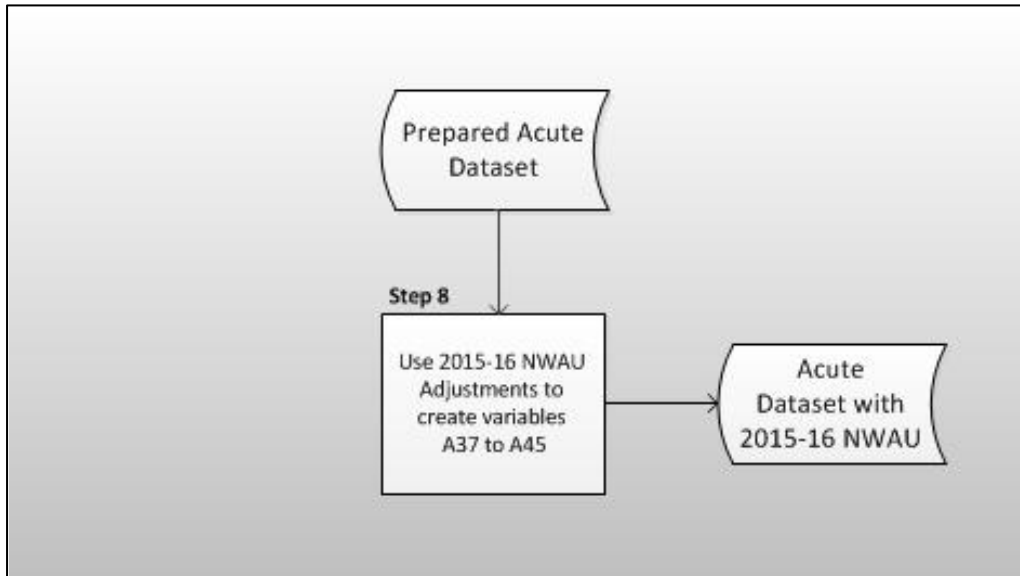 Prepared Acute
Dataset
Step 8
Use 2015-16 NWAU
Adjustments to
create variables
A37 to A45
Acute
Dataset with
2015-16 NWAU